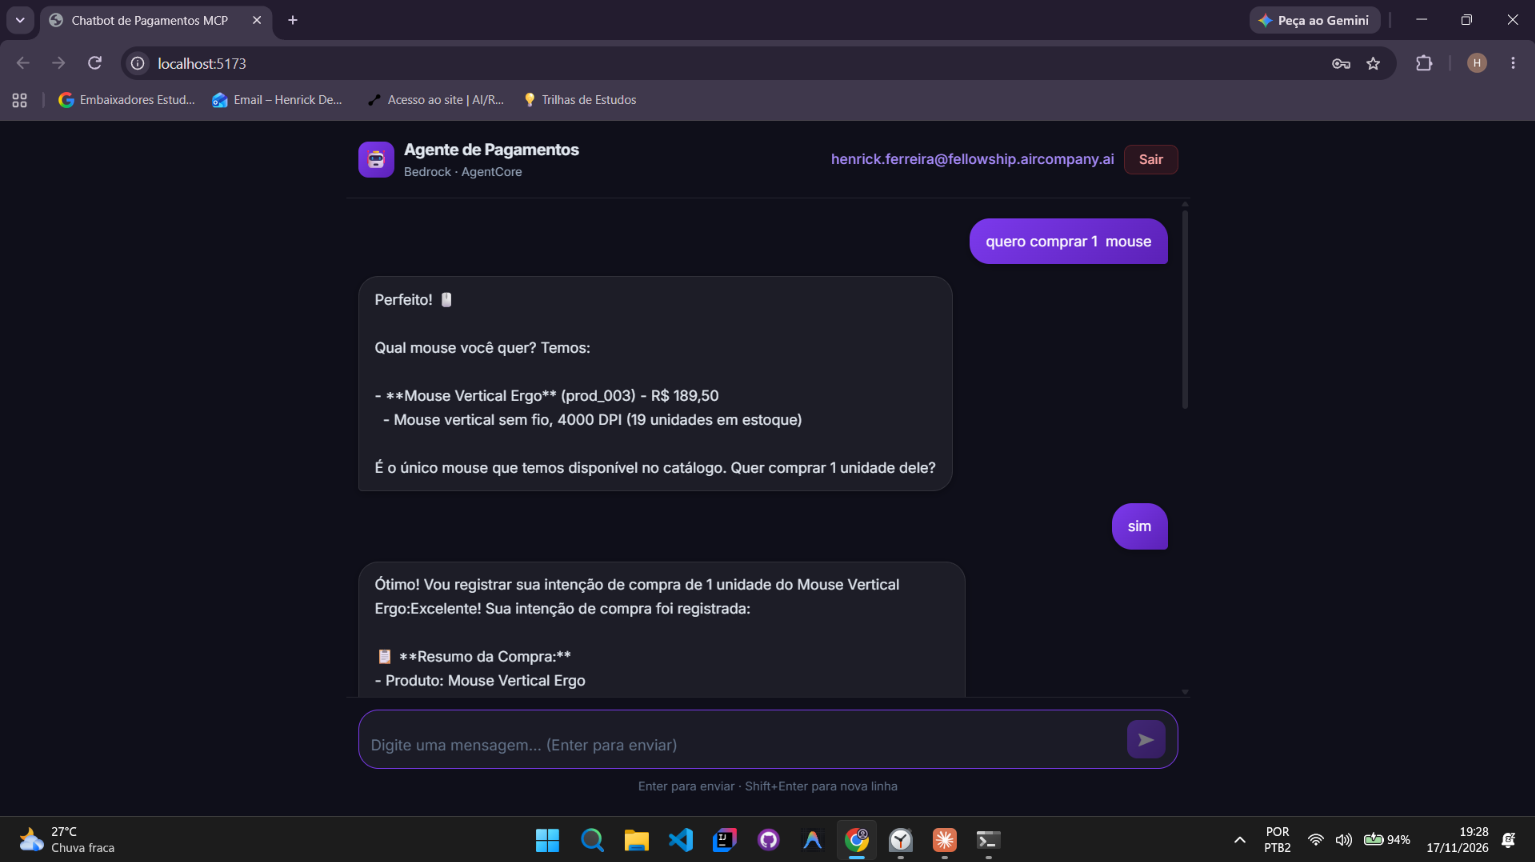 Chatbot de Pagamentos MCP
Peça ao Gemini
localhost:5173
H
Embaixadores Estud...
Email – Henrick De...
Acesso ao site | AI/R...
Trilhas de Estudos
Agente de Pagamentos
Bedrock · AgentCore
henrick.ferreira@fellowship.aircompany.ai
Sair
quero comprar 1  mouse
Perfeito! 🖱️
Qual mouse você quer? Temos:
- **Mouse Vertical Ergo** (prod_003) - R$ 189,50
- Mouse vertical sem fio, 4000 DPI (19 unidades em estoque)
É o único mouse que temos disponível no catálogo. Quer comprar 1 unidade dele?
sim
Ótimo! Vou registrar sua intenção de compra de 1 unidade do Mouse Vertical
Ergo:Excelente! Sua intenção de compra foi registrada:
📋 **Resumo da Compra:**
- Produto: Mouse Vertical Ergo
Digite uma mensagem... (Enter para enviar)
Enter para enviar · Shift+Enter para nova linha
27°C
Chuva fraca
POR
PTB2
94%
19:28
17/11/2026